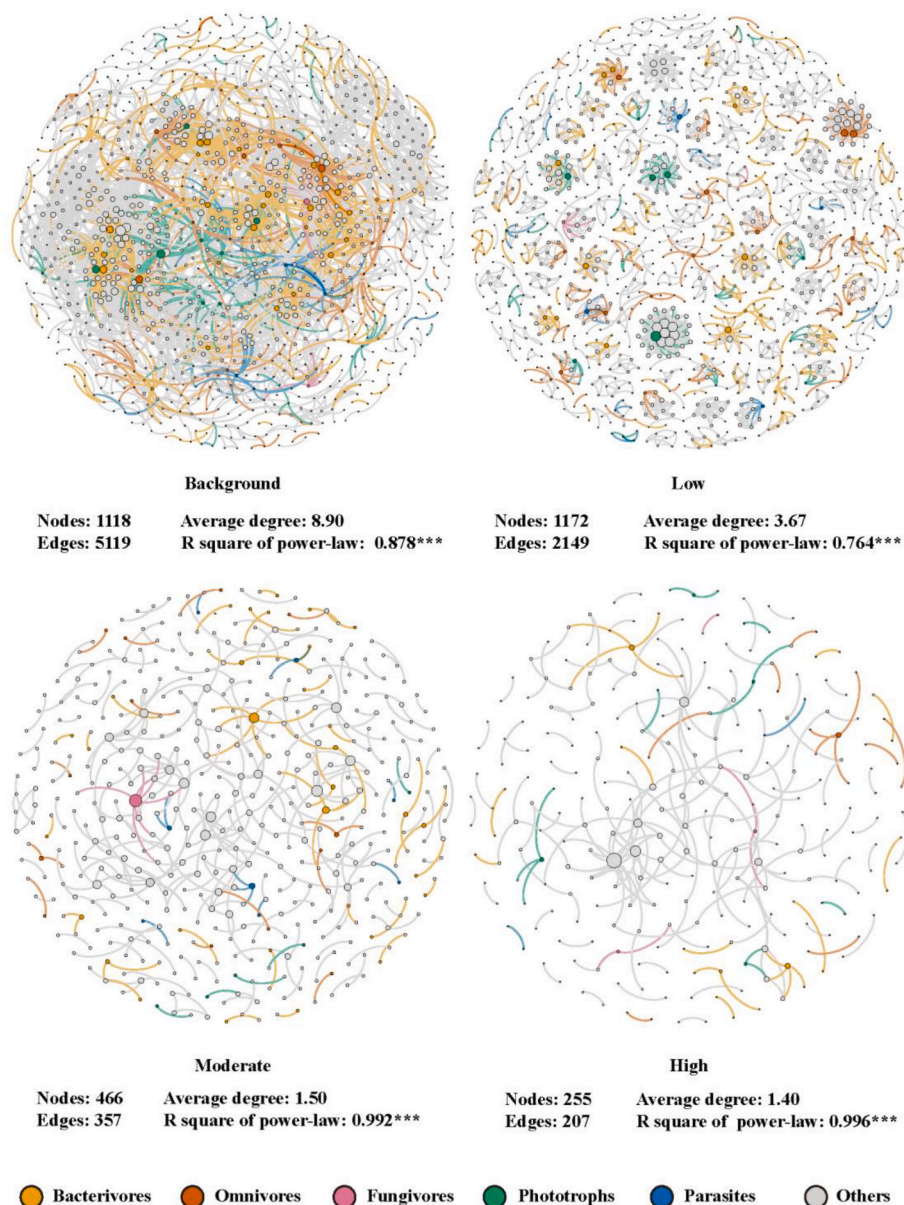 Background
Nodes: 1118 Average degree: 8.90
Edges: 5119 R square of power-law: 0.878***
Low
Nodes: 1172 Average degree: 3.67
Edges: 2149 R square of power-law: 0.764***
Moderate
Nodes: 466 Average degree: 1.50
Edges: 357 R square of power-law: 0.992***
High
Nodes: 255 Average degree: 1.40
Edges: 207 R square of power-law: 0.996***
Bacterivores Omnivores Fungivores Phototrophs Parasites Others